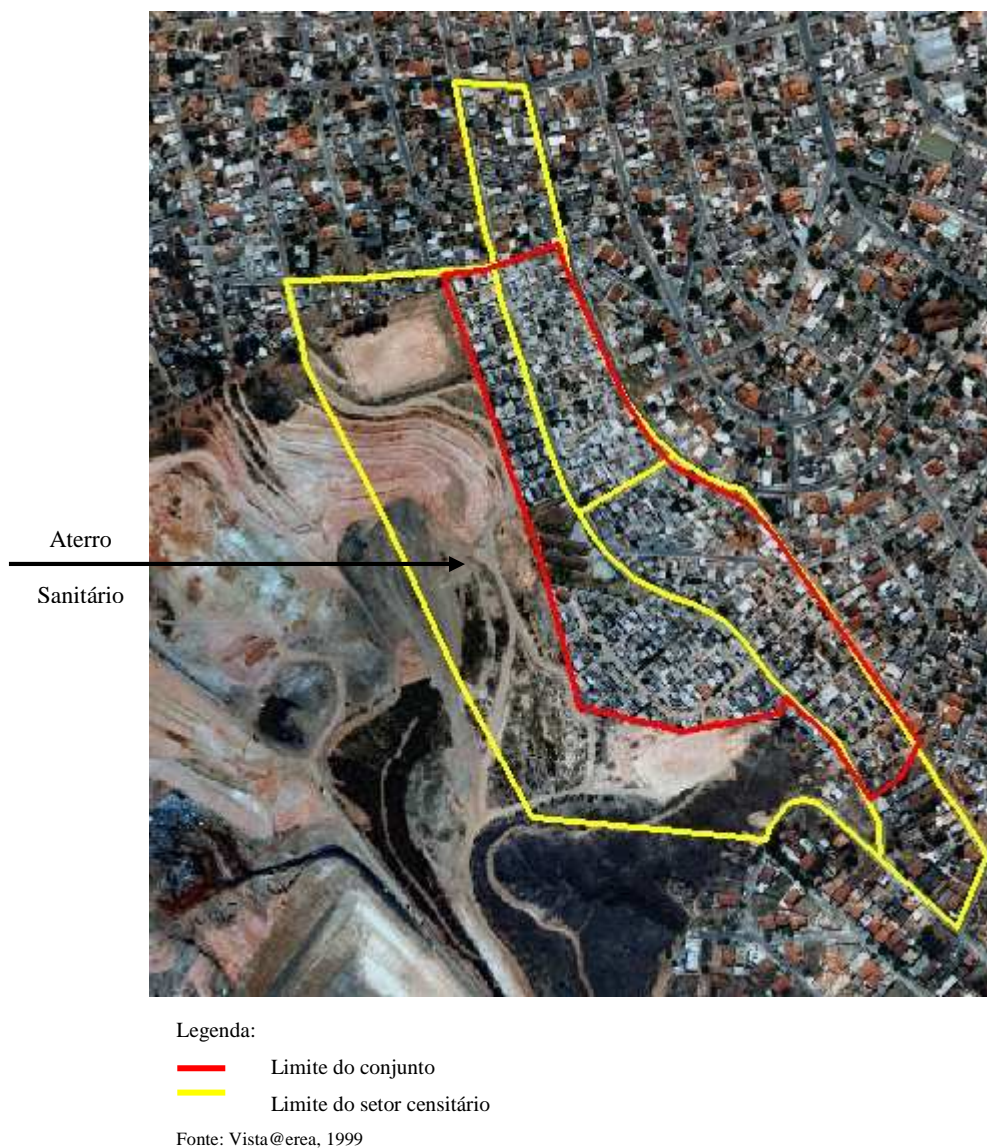 Aterro
Sanitário
Legenda:
Limite do conjunto
Limite do setor censitário
Fonte: Vista@erea, 1999